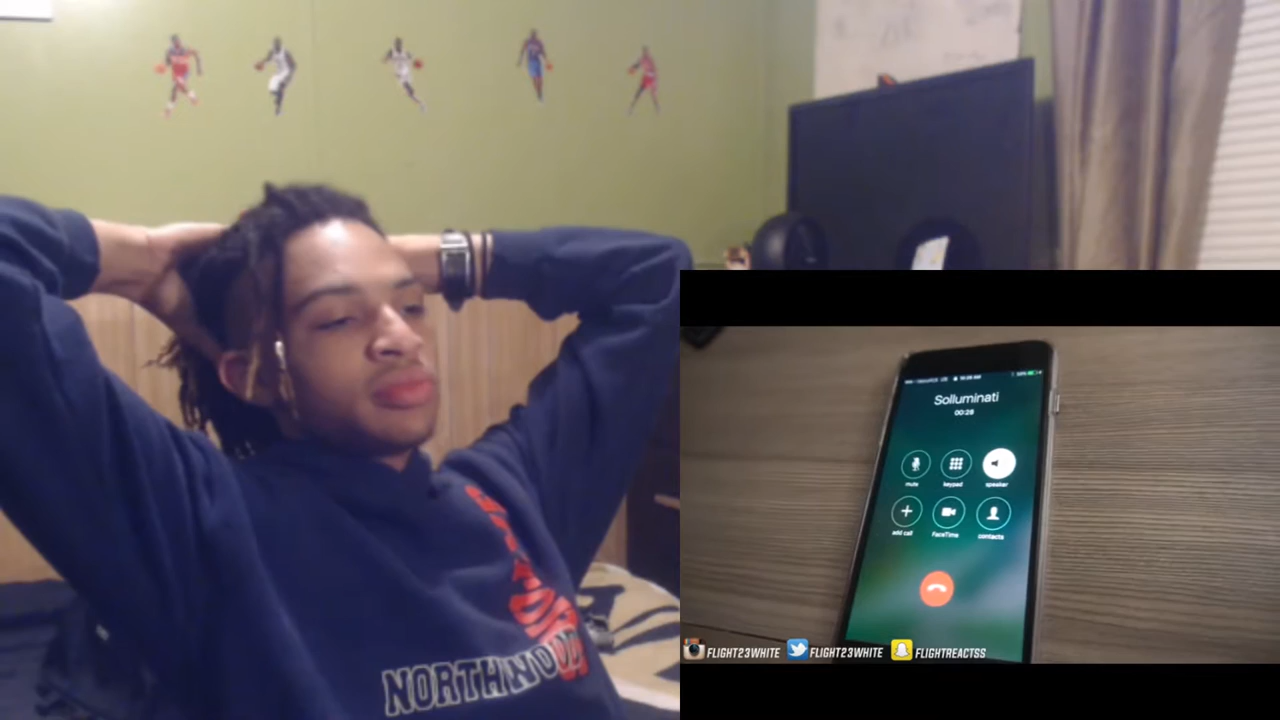 NORTHWOOD
Solluminati
00:28
mute
keypad
speaker
add call
FaceTime
contacts
FLIGHT23WHITE
FLIGHT23WHITE
FLIGHTREACTSS